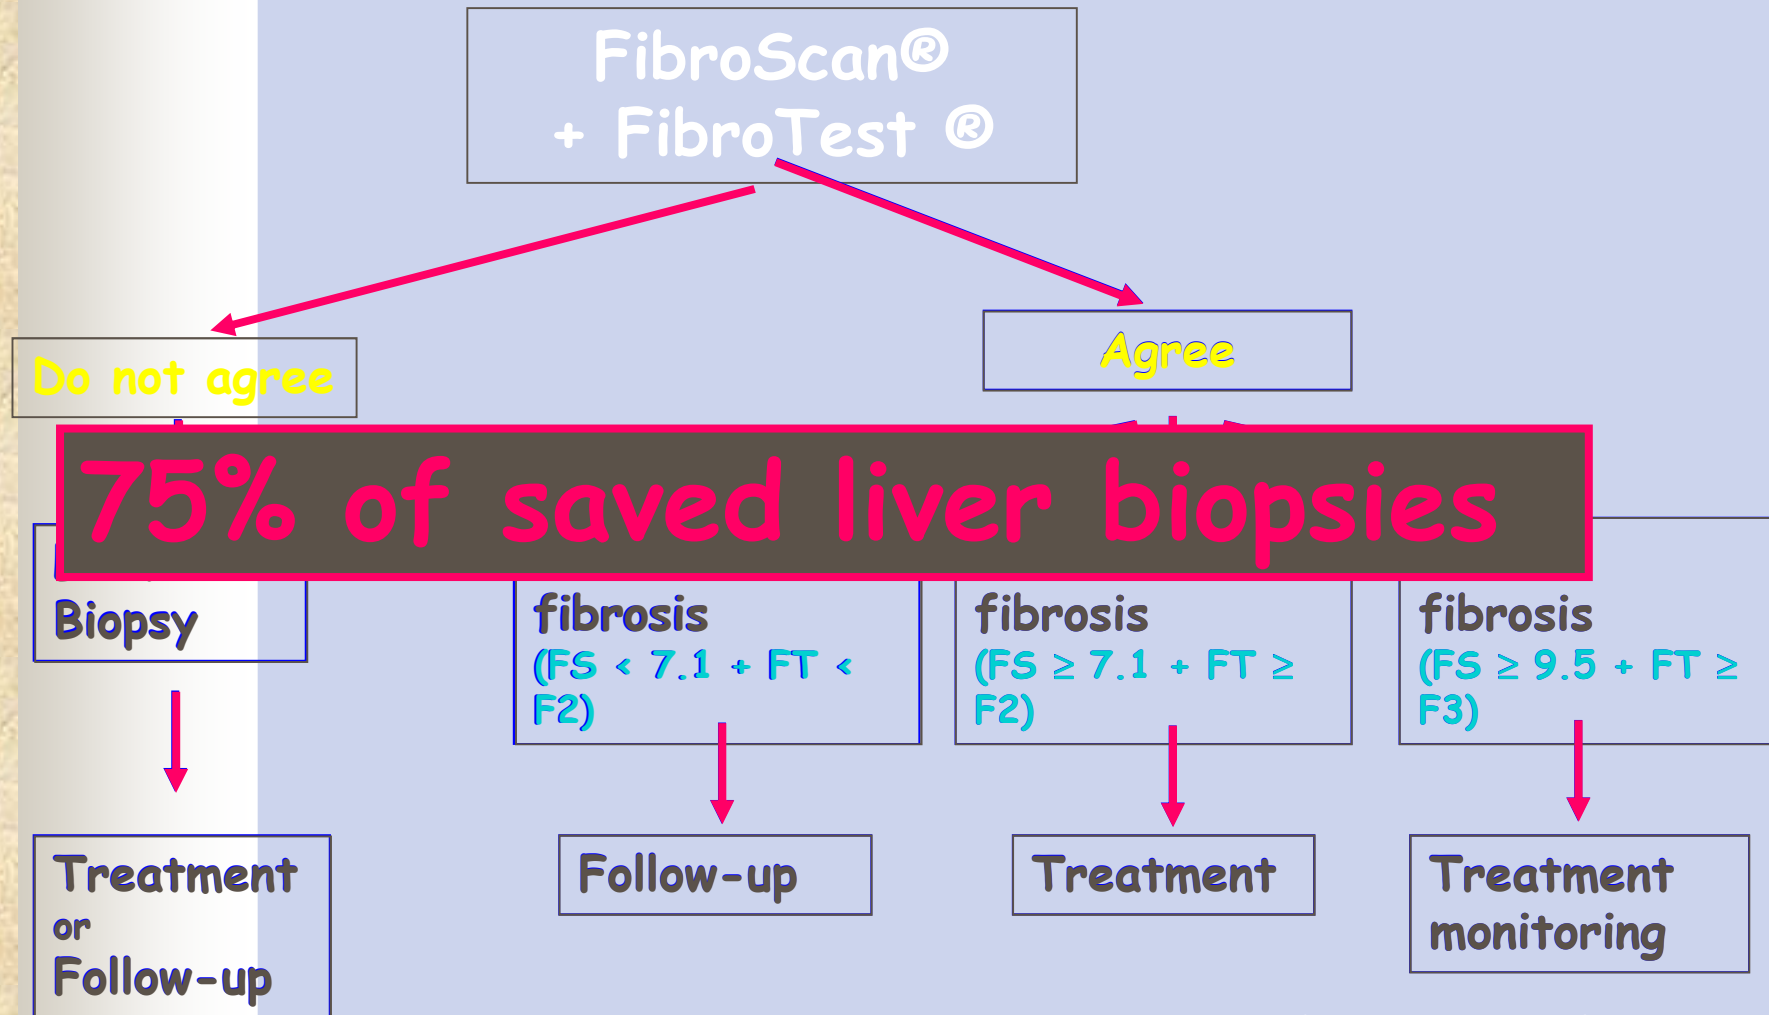 FibroScan®
+ FibroTest ®
Do not agree
Agree
75% of saved liver biopsies
Biopsy
fibrosis
(FS < 7.1 + FT <
F2)
fibrosis
(FS ≥ 7.1 + FT ≥
F2)
fibrosis
(FS ≥ 9.5 + FT ≥
F3)
Treatment
or
Follow-up
Follow-up
Treatment
Treatment
monitoring